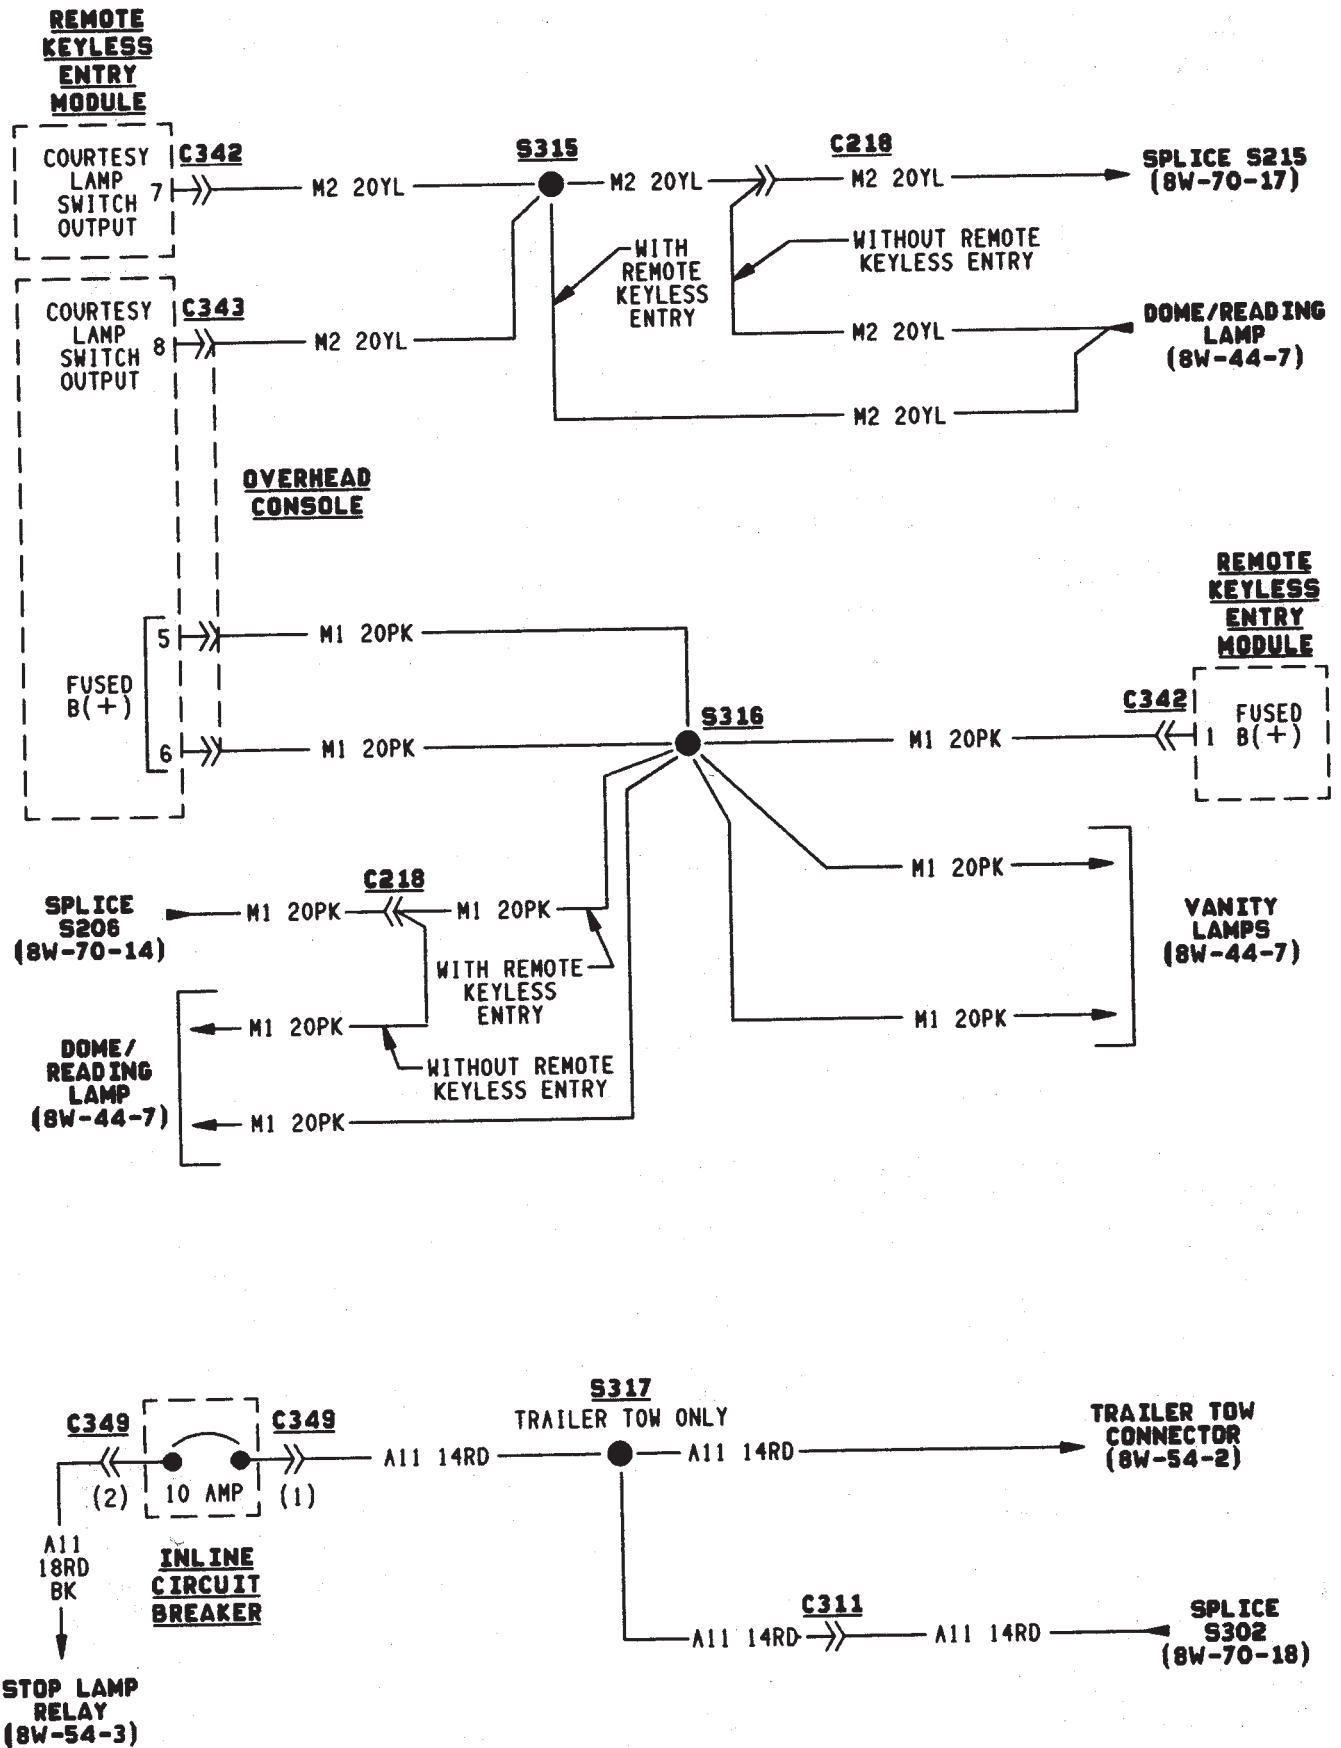 REMOTE
KEYLESS
ENTRY
MODULE
COURTESY
LAMP
SWITCH
OUTPUT
7
C342
M2 20YL
S315
M2 20YL
C218
M2 20YL
SPLICE S215
(8W-70-17)
WITH
REMOTE
KEYLESS
ENTRY
WITHOUT REMOTE
KEYLESS ENTRY
COURTESY
LAMP
SWITCH
OUTPUT
8
C343
M2 20YL
M2 20YL
DOME/READING
LAMP
(8W-44-7)
M2 20YL
OVERHEAD
CONSOLE
REMOTE
KEYLESS
ENTRY
MODULE
FUSED
B(+)
5
M1 20PK
6
M1 20PK
S316
M1 20PK
C342
1
FUSED
B(+)
M1 20PK
M1 20PK
VANITY
LAMPS
(8W-44-7)
SPLICE
S206
(8W-70-14)
M1 20PK
C218
M1 20PK
WITH REMOTE
KEYLESS
ENTRY
DOME/
READING
LAMP
(8W-44-7)
M1 20PK
WITHOUT REMOTE
KEYLESS ENTRY
M1 20PK
C349
(2)
10 AMP
C349
(1)
INLINE
CIRCUIT
BREAKER
A11
18RD
BK
STOP LAMP
RELAY
(8W-54-3)
A11 14RD
S317
TRAILER TOW ONLY
A11 14RD
TRAILER TOW
CONNECTOR
(8W-54-2)
A11 14RD
C311
A11 14RD
SPLICE
S302
(8W-70-18)